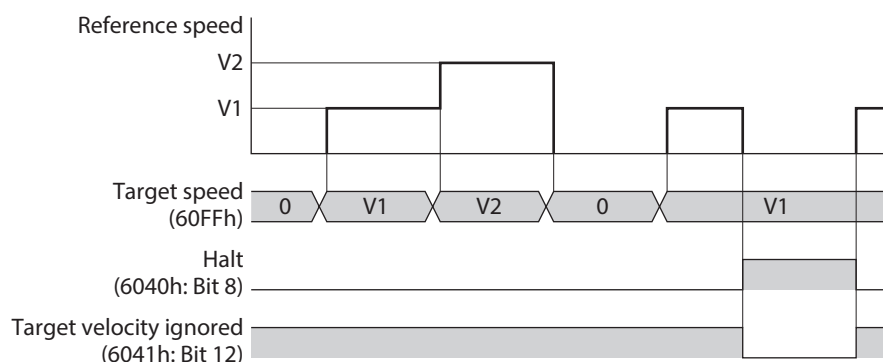 Reference speed
V2
V1
Target speed
(60FFh)
0 V1 V2 0 V1
Halt
(6040h: Bit 8)
Target velocity ignored
(6041h: Bit 12)